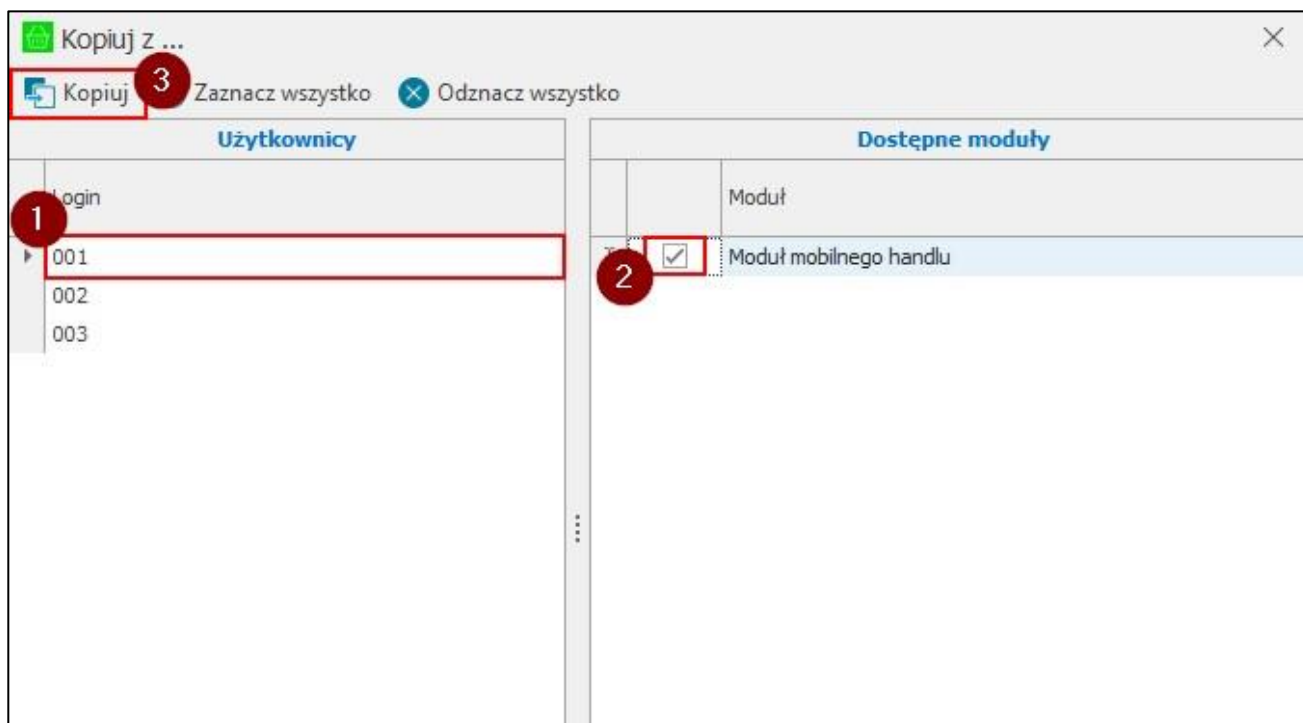 Kopiuj z ...
Kopiuj 3 Zaznacz wszystko Odznacz wszystko
Użytkownicy Dostępne moduły
Login Moduł
1
001 Moduł mobilnego handlu
2
002
003